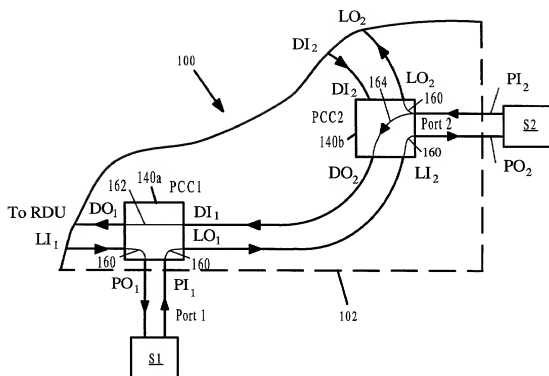 LO2
DI2
100
LO2
DI2
164
160
PI2
PCC2
140b
Port 2
S2
160
DO2
LI2
PO2
140a
PCC1
162
To RDU
DO1
DI1
LI1
LO1
160
160
PO1
PI1
102
Port 1
S1